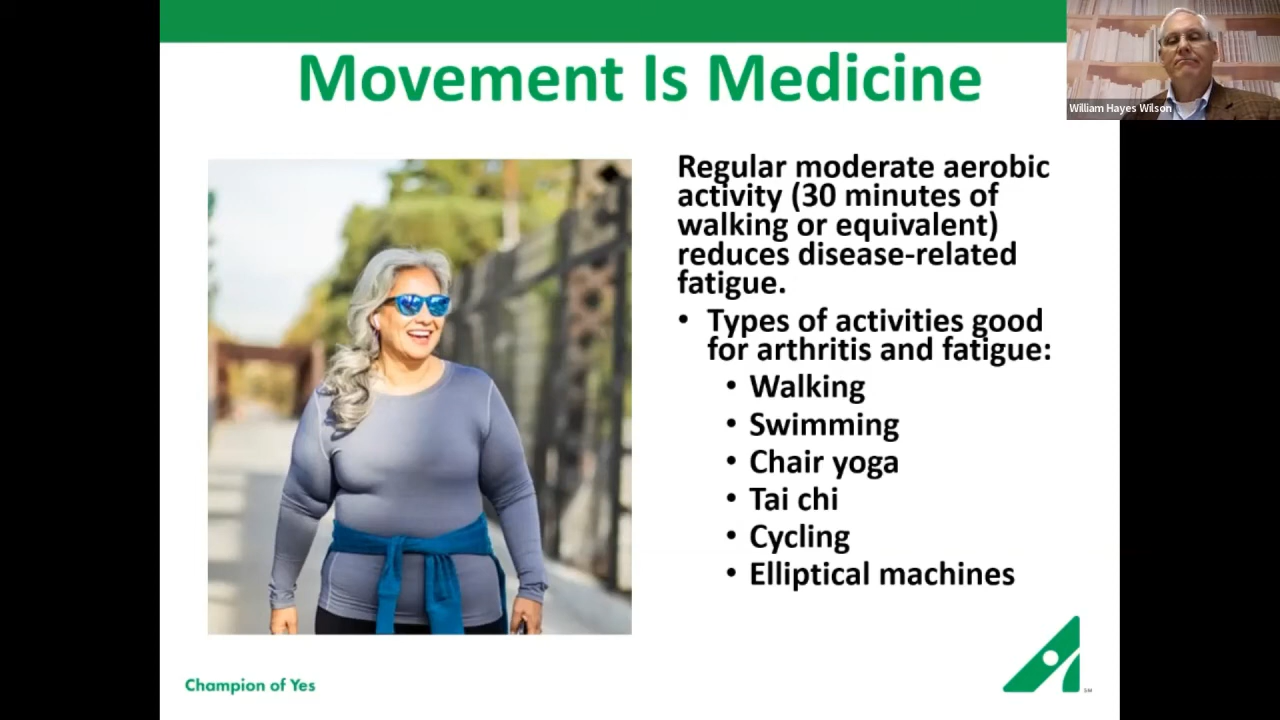 Movement Is Medicine
William Hayes Wilson
Regular moderate aerobic
activity (30 minutes of
walking or equivalent)
reduces disease-related
fatigue.
• Types of activities good
for arthritis and fatigue:
• Walking
• Swimming
• Chair yoga
• Tai chi
• Cycling
• Elliptical machines
Champion of Yes
SM